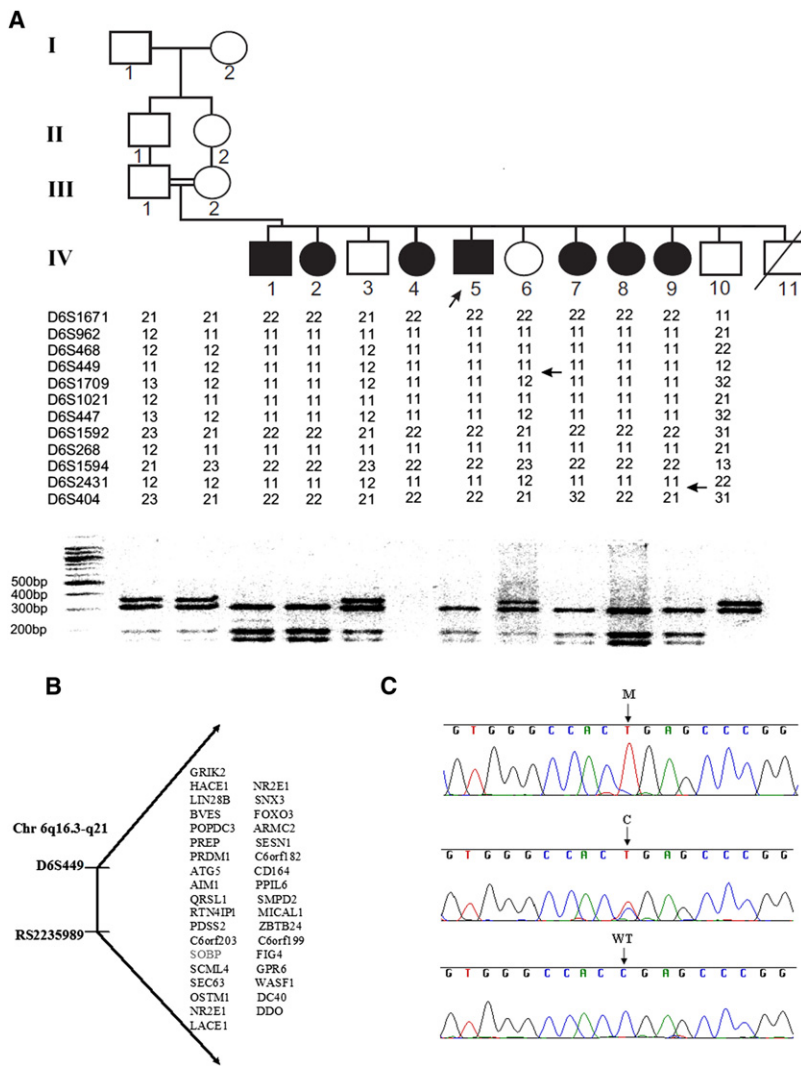 A
I
1 2
II
1 2
III
1 2
IV
1 2 3 4 5 6 7 8 9 10 11
D6S1671 21 21 22 22 21 22 22 22 22 22 22 11
D6S962 12 11 11 11 11 11 11 11 11 11 11 21
D6S468 12 12 11 11 12 11 11 11 11 11 11 22
D6S449 11 12 11 11 12 11 11 11 11 11 11 12
D6S1709 13 12 11 11 12 11 11 12 11 11 11 32
D6S1021 12 11 11 11 11 11 11 11 11 11 11 21
D6S447 13 12 11 11 12 11 11 12 11 11 11 32
D6S1592 23 21 22 22 21 22 22 21 22 22 22 31
D6S268 12 11 11 11 11 11 11 11 11 11 11 21
D6S1594 21 23 22 22 23 22 22 23 22 22 22 13
D6S2431 12 12 11 11 12 11 11 12 11 11 11 22
D6S404 23 21 22 22 21 22 22 21 32 22 21 31
500bp
400bp
300bp
200bp
B
Chr 6q16.3-q21
D6S449
RS2235989
GRIK2
HACE1 NR2E1
LIN28B SNX3
BVES FOXO3
POPDC3 ARMC2
PREP SESN1
PRDM1 C6orf182
ATG5 CD164
AIM1 PPIL6
QRSL1 SMPD2
RTN4IP1 MICAL1
PDSS2 ZBTB24
C6orf203 C6orf199
SOBP FIG4
SCML4 GPR6
SEC63 WASF1
OSTM1 DC40
NR2E1 DDO
LACE1
C
M
G T G G G C C A C T G A G C C C G G
C
G T G G G C C A C T G A G C C C G G
WT
G T G G G C C A C C G A G C C C G G